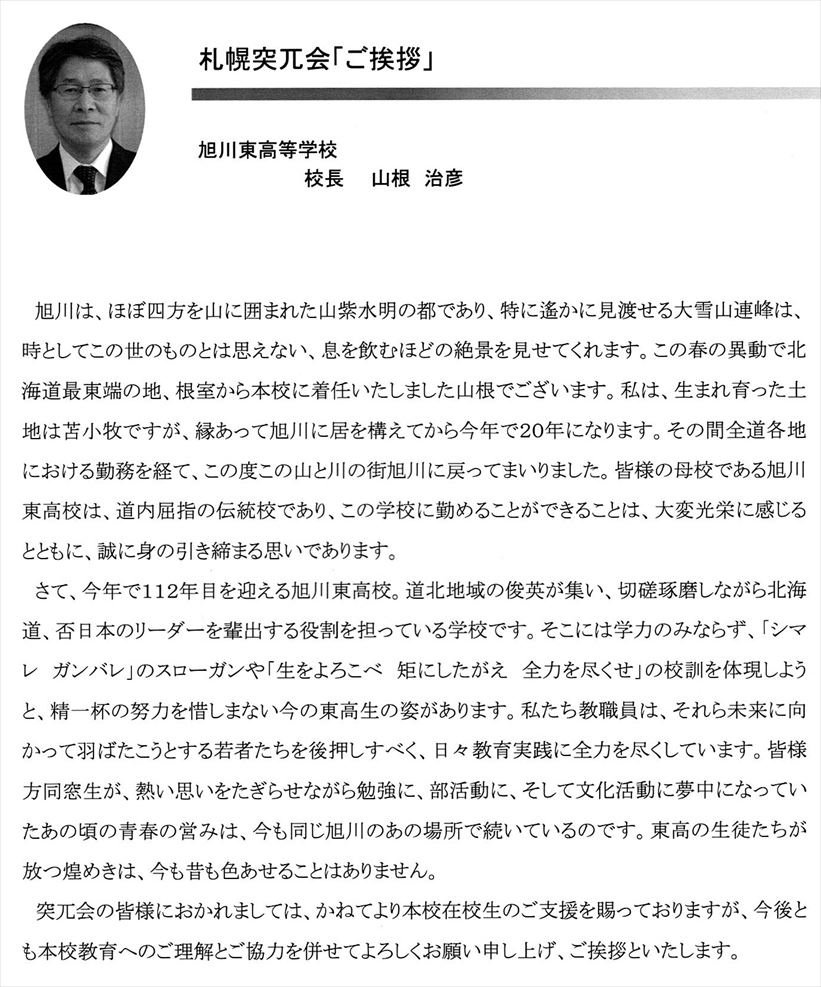 札幌突兀会「ご挨拶」
旭川東高等学校
校長　山根　治彦
旭川は、ほぼ四方を山に囲まれた山紫水明の都であり、特に遙かに見渡せる大雪山連峰は、
時としてこの世のものとは思えない、息を飲むほどの絶景を見せてくれます。この春の異動で北
海道最東端の地、根室から本校に着任いたしました山根でございます。私は、生まれ育った土
地は苫小牧ですが、縁あって旭川に居を構えてから今年で20年になります。その間全道各地
における勤務を経て、この度この山と川の街旭川に戻ってまいりました。皆様の母校である旭川
東高校は、道内屈指の伝統校であり、この学校に勤めることができることは、大変光栄に感じる
とともに、誠に身の引き締まる思いであります。
さて、今年で112年目を迎える旭川東高校。道北地域の俊英が集い、切磋琢磨しながら北海
道、否日本のリーダーを輩出する役割を担っている学校です。そこには学力のみならず、「シマ
レ　ガンバレ」のスローガンや「生をよろこべ　矩にしたがえ　全力を尽くせ」の校訓を体現しよう
と、精一杯の努力を惜しまない今の東高生の姿があります。私たち教職員は、それら未来に向
かって羽ばたこうとする若者たちを後押しすべく、日々教育実践に全力を尽くしています。皆様
方同窓生が、熱い思いをたぎらせながら勉強に、部活動に、そして文化活動に夢中になってい
たあの頃の青春の営みは、今も同じ旭川のあの場所で続いているのです。東高の生徒たちが
放つ煌めきは、今も昔も色あせることはありません。
突兀会の皆様におかれましては、かねてより本校在校生のご支援を賜っておりますが、今後と
も本校教育へのご理解とご協力を併せてよろしくお願い申し上げ、ご挨拶といたします。